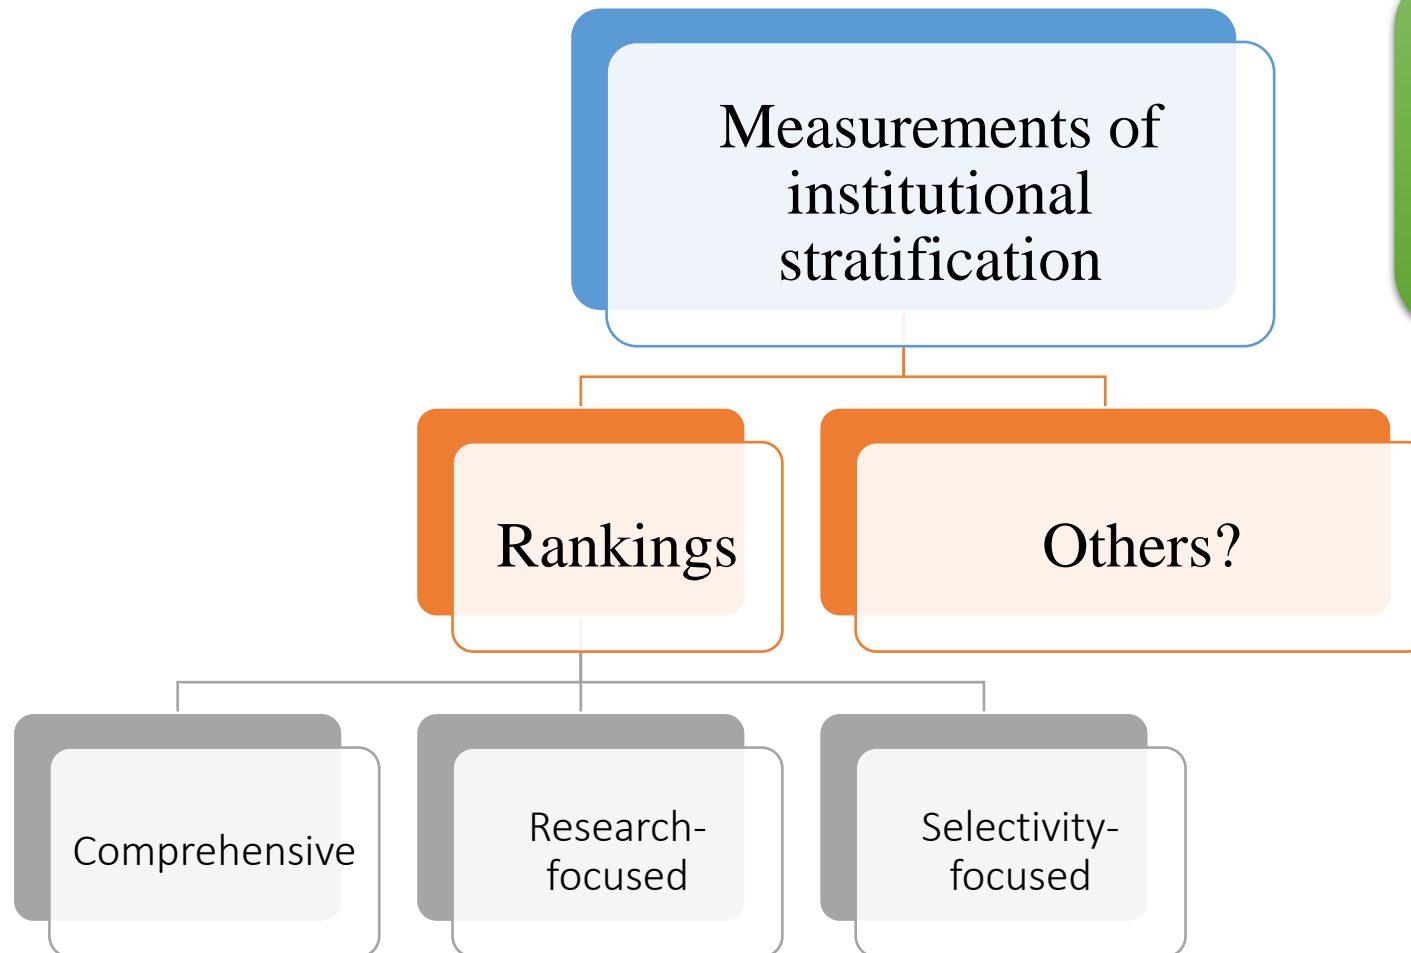 Measurements of
institutional
stratification
Rankings
Others?
Comprehensive
Research-
focused
Selectivity-
focused